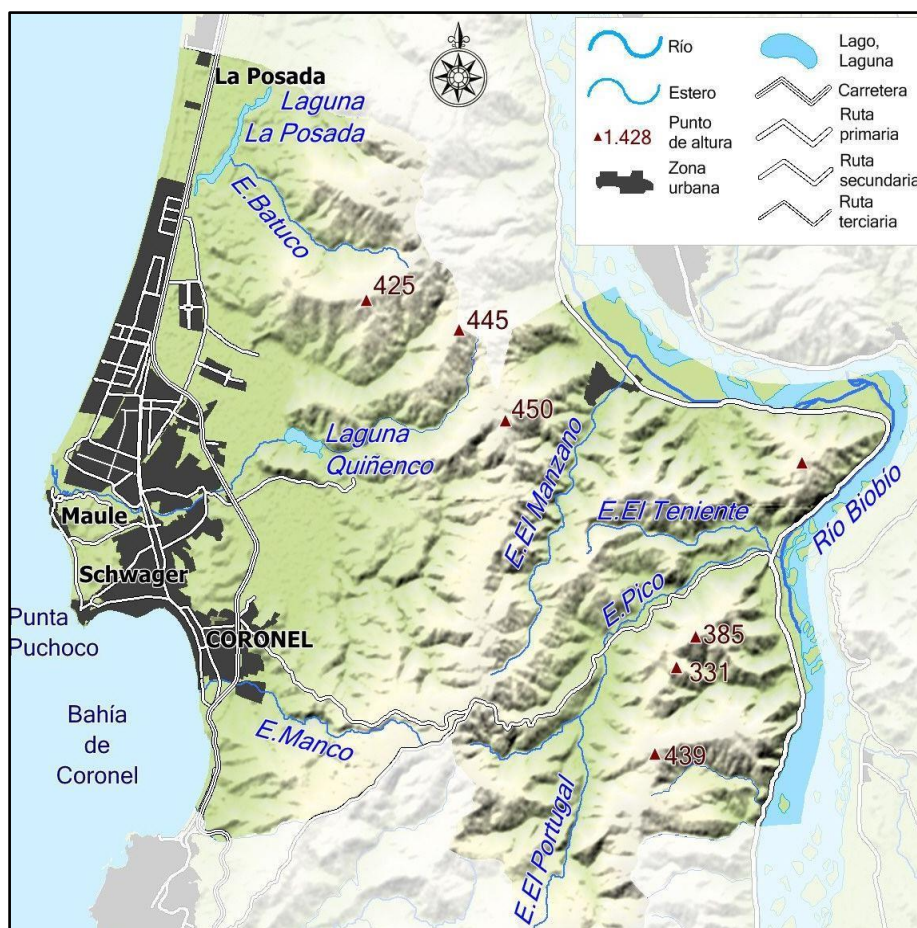 Río
Estero
1.428
Punto
de altura
Zona
urbana
Lago,
Laguna
Carretera
Ruta
primaria
Ruta
secundaria
Ruta
terciaria
La Posada
Laguna
La Posada
E.Batuco
425
445
450
Laguna
Quiñenco
E.El Manzano
E.El Teniente
Río Biobío
E.Pico
Maule
Schwager
Punta
Puchoco
CORONEL
385
331
Bahía
de
Coronel
E.Manco
439
E.El Portugal